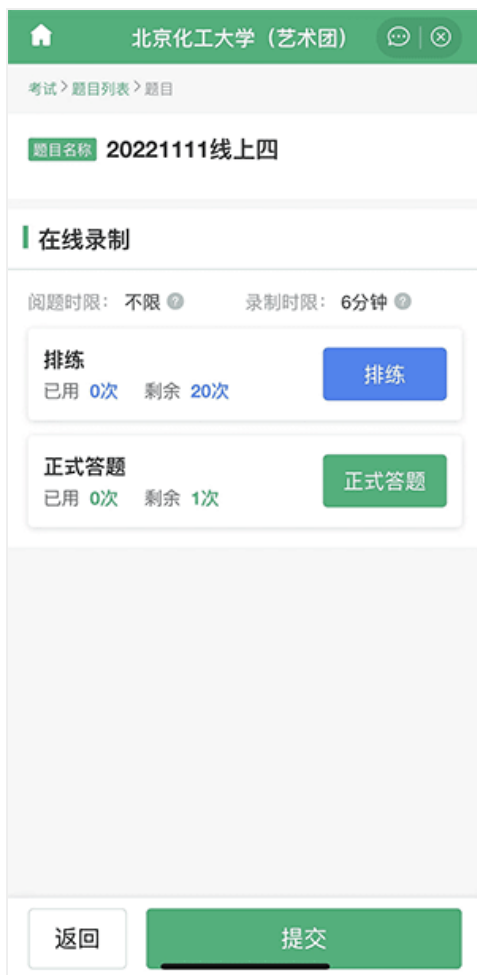 北京化工大学（艺术团）
考试>题目列表>题目
题目名称 20221111线上四
在线录制
阅题时限： 不限 ? 录制时限： 6分钟 ?
排练
已用 0次 剩余 20次
排练
正式答题
已用 0次 剩余 1次
正式答题
返回 提交